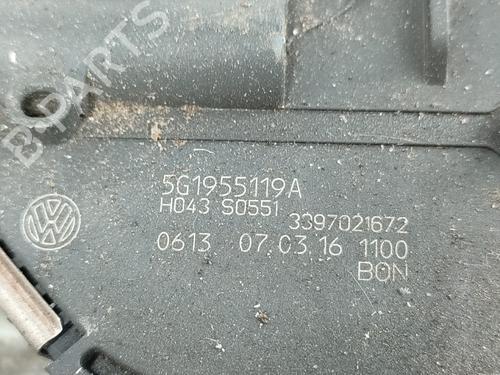 B-PARTS
5G1955119A
H043 S0551
3397021672
0613 07.03.16 1100
BON